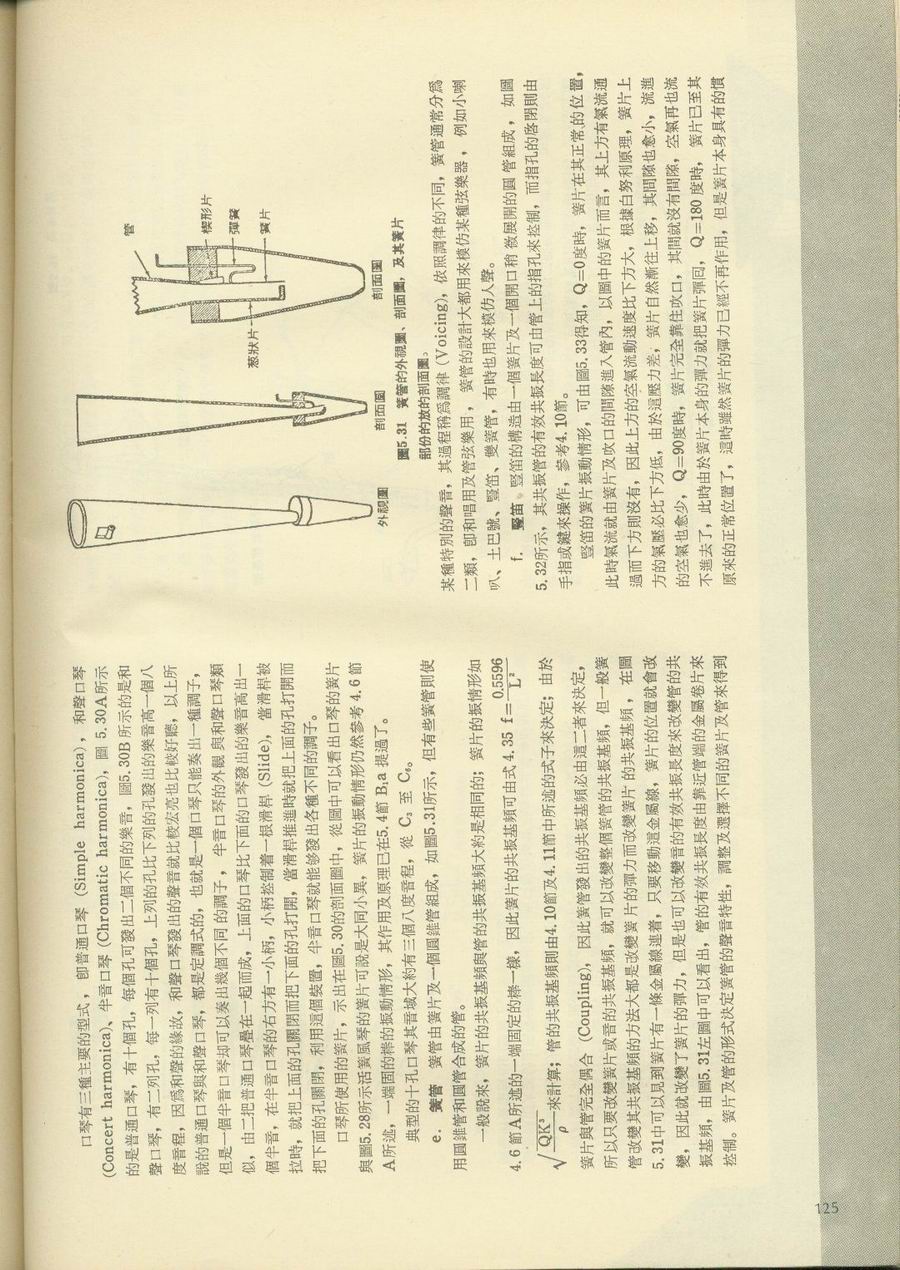 口琴有三種主要的型式，卽普通口琴 (Simple harmonica)，和聲口琴
(Concert harmonica)、半音口琴 (Chromatic harmonica)，圖 5.30A所示
的是普通口琴，有十個孔，每個孔可發出二個不同的樂音，圖5.30B 所示的是和
聲口琴，有二列孔，每一列有十個孔，上列的孔比下列的孔發出的樂音高一個八
度音程，因爲和聲的緣故，和聲口琴發出的聲音就比較宏亮也比較好聽，以上所
說的普通口琴與和聲口琴，都是定調式的，也就是一個口琴只能奏出一種調子，
但是一個半音口琴却可以奏出幾個不同的調子，半音口琴的外觀與和聲口琴類
似，由二把普通口琴疊在一起而成，上面的口琴比下面的口琴發出的樂音高出一
個半音，在半音口琴的右方有一小柄，小柄控制着一根滑桿 (Slide)，當滑桿被
拉時，就把上面的孔關閉而把下面的孔打開，當滑桿推進時就把上面的孔打開而
把下面的孔關閉，利用這個裝置，半音口琴就能够發出各種不同的調子。
口琴所使用的簧片，示出在圖5.30的剖面圖中，從圖中可以看出口琴的簧片
與圖5.28所示活簧風琴的簧片可說是大同小異，簧片的振動情形仍然參考 4.6 節
A所述，一端固的棒的振動情形，其作用及原理已在5.4節 B₁a 提過了。
典型的十孔口琴其音域大約有三個八度音程，從 C₃ 至 C₆。
e. 簧管 簧管由簧片及一個圓錐管組成，如圖5.31所示，但有些簧管則使
用圓錐管和圓管合成的管。
一般說來，簧片的共振基頻與管的共振基頻大約是相同的；簧片的振情形如
4.6 節A所述的一端固定的棒一樣，因此簧片的共振基頻可由式 4.35 f = 0.5596/L²
√QK²/ρ 來計算；管的共振基頻則由4.10節及4.11節中所述的式子來決定；由於
簧片與管完全偶合 (Coupling)，因此簧管發出的共振基頻必由這二者來決定，
所以只要改變簧片或音的共振基頻，就可以改變整個簧管的共振基頻，但一般簧
管改變其共振基頻的方法大都是改變簧片的彈力而改變簧片的共振基頻，在圖
5.31中可以見到簧片有一條金屬線連着，只要移動這金屬線，簧片的位置就會改
變，因此就改變了簧片的彈力，但是也可以改變音的有效共振長度來改變管的共
振基頻，由圖5.31左圖中可以看出，管的有效共振長度由靠近管端的金屬卷片來
控制。簧片及管的形式決定簧管的聲音特性，調整及選擇不同的簧片及管來得到
外視圖
剖面圖
剖面圖
管
楔形片
彈簧
簧片
葱狀片
圖5.31 簧管的外視圖、剖面圖，及其簧片
部份的放的剖面圖。
某種特別的聲音，其過程稱爲調律 (Voicing)，依照調律的不同，簧管通常分爲
二類，卽和唱用及管弦樂用，簧管的設計大都用來模仿某種弦樂器，例如小喇
叭、土巴號、豎笛、雙簧管，有時也用來模仿人聲。
f. 豎笛 豎笛的構造由一個簧片及一個開口稍微展開的圓管組成，如圖
5.32所示，其共振管的有效共振長度可由管上的指孔來控制，而指孔的啓閉則由
手指或鍵來操作，參考4.10節。
豎笛的簧片振動情形，可由圖5.33得知，Q=0度時，簧片在其正常的位置，
此時氣流就由簧片及吹口的間隙進入管內，以圖中的簧片而言，其上方有氣流通
過而下方則沒有，因此上方的空氣流動速度比下方大，根據白努利原理，簧片上
方的氣壓必比下方低，由於這壓力差，簧片自然漸往上移，其間隙也愈小，流進
的空氣也愈少，Q=90度時，簧片完全靠住吹口，其間就沒有間隙，空氣再也流
不進去了，此時由於簧片本身的彈力就把簧片彈回，Q=180 度時，簧片已至其
原來的正常位置了，這時雖然簧片的彈力已經不再作用，但是簧片本身具有的慣
125